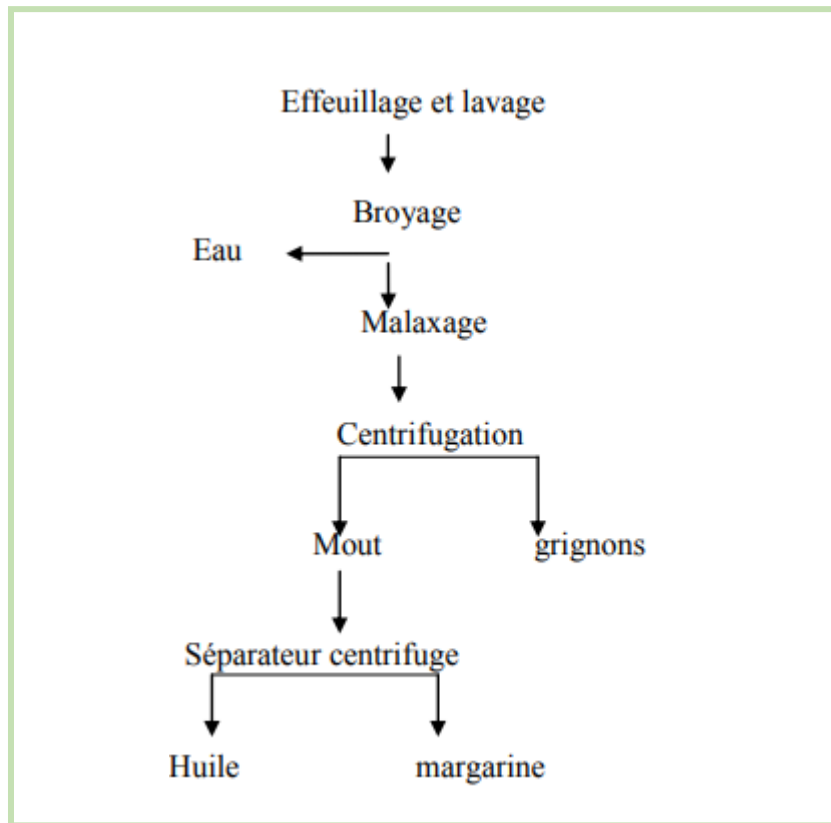 Effeuillage et lavage
Broyage
Eau
Malaxage
Centrifugation
Mout
grignons
Séparateur centrifuge
Huile
margarine